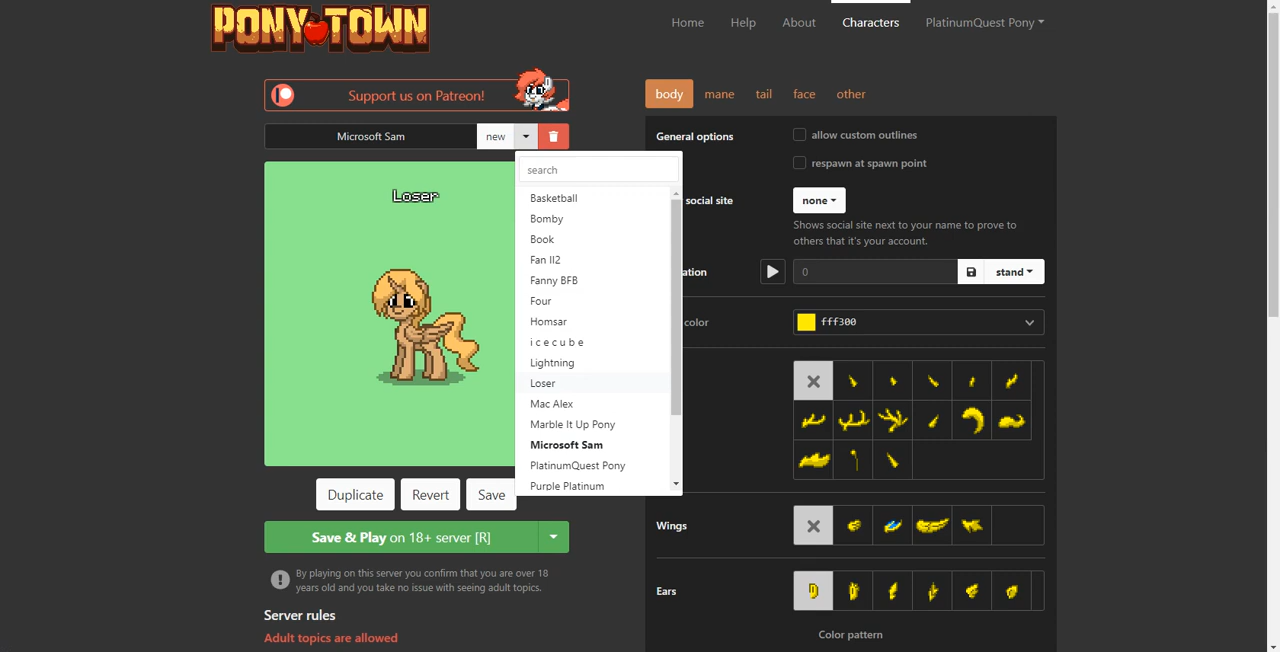 PONY TOWN
Home
Help
About
Characters
PlatinumQuest Pony
Support us on Patreon!
Microsoft Sam
new
Loser
search
Basketball
Bomby
Book
Fan II2
Fanny BFB
Four
Homsar
i c e c u b e
Lightning
Loser
Mac Alex
Marble It Up Pony
Microsoft Sam
PlatinumQuest Pony
Purple Platinum
Duplicate
Revert
Save
Save & Play on 18+ server [R]
By playing on this server you confirm that you are over 18
years old and you take no issue with seeing adult topics.
Server rules
Adult topics are allowed
body
mane
tail
face
other
General options
allow custom outlines
respawn at spawn point
social site
none
Shows social site next to your name to prove to
others that it's your account.
ation
0
stand
color
fff300
Wings
Ears
Color pattern